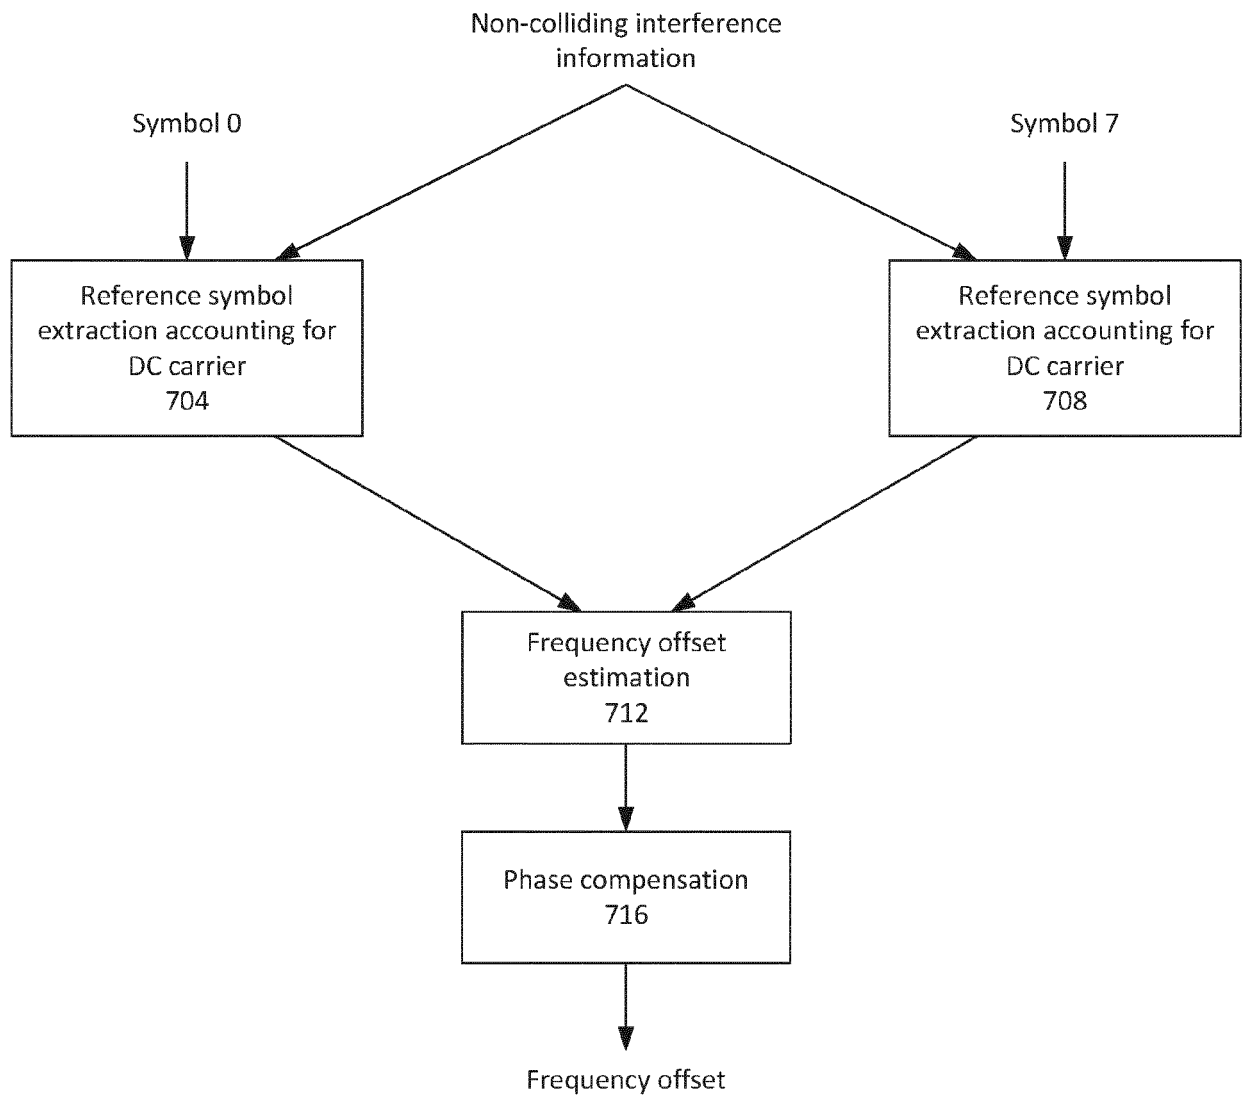 Non-colliding interference
information
Symbol 0
Symbol 7
Reference symbol
extraction accounting for
DC carrier
704
Reference symbol
extraction accounting for
DC carrier
708
Frequency offset
estimation
712
Phase compensation
716
Frequency offset